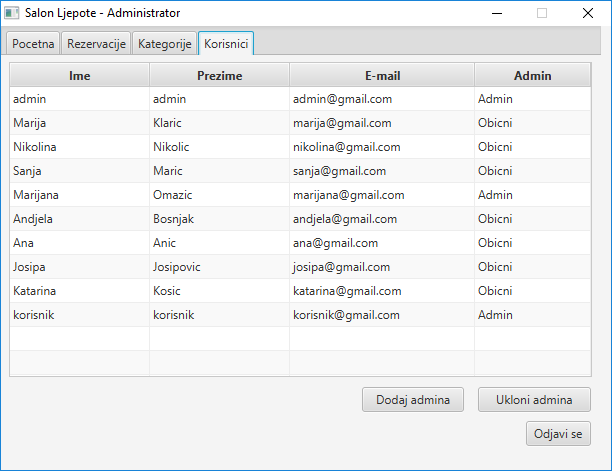 Salon Ljepote - Administrator
Pocetna Rezervacije Kategorije Korisnici
Ime Prezime E-mail Admin
admin admin admin@gmail.com Admin
Marija Klaric marija@gmail.com Obicni
Nikolina Nikolic nikolina@gmail.com Obicni
Sanja Maric sanja@gmail.com Obicni
Marijana Omazic marijana@gmail.com Admin
Andjela Bosnjak andjela@gmail.com Obicni
Ana Anic ana@gmail.com Obicni
Josipa Josipovic josipa@gmail.com Obicni
Katarina Kosic katarina@gmail.com Obicni
korisnik korisnik korisnik@gmail.com Admin
Dodaj admina Ukloni admina
Odjavi se